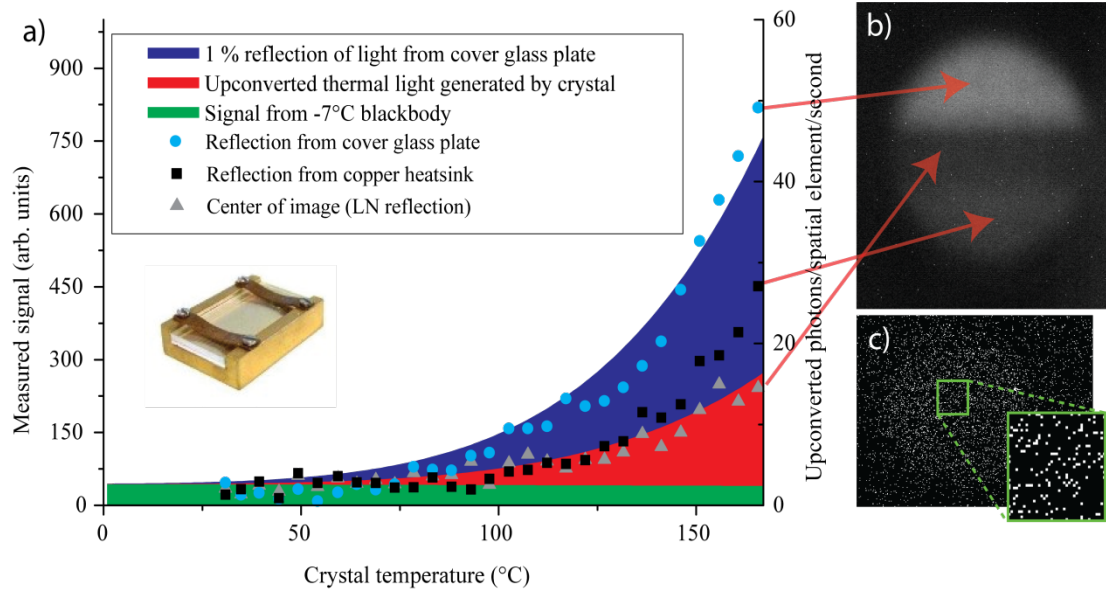 a)
1 % reflection of light from cover glass plate
Upconverted thermal light generated by crystal
Signal from -7°C blackbody
Reflection from cover glass plate
Reflection from copper heatsink
Center of image (LN reflection)
Measured signal (arb. units)
900
750
600
450
300
150
0
0
50
100
150
Crystal temperature (°C)
60
40
20
0
Upconverted photons/spatial element/second
b)
c)